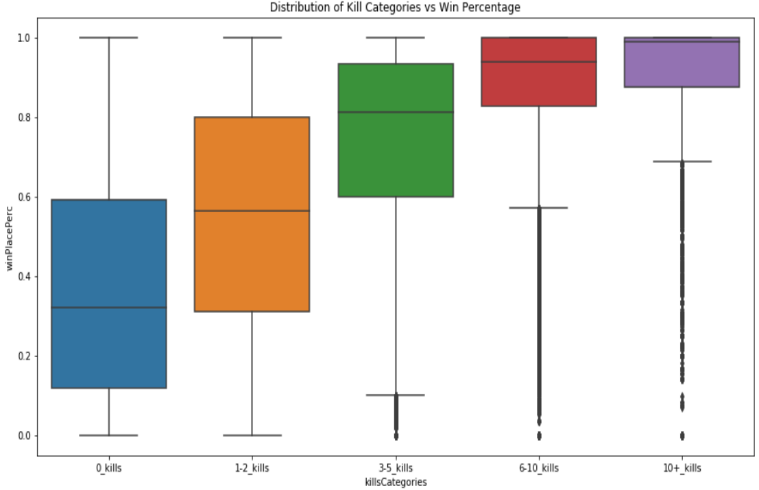 Distribution of Kill Categories vs Win Percentage
winPlacePerc
1.0
0.8
0.6
0.4
0.2
0.0
0_kills
1-2_kills
3-5_kills
6-10_kills
10+_kills
killsCategories